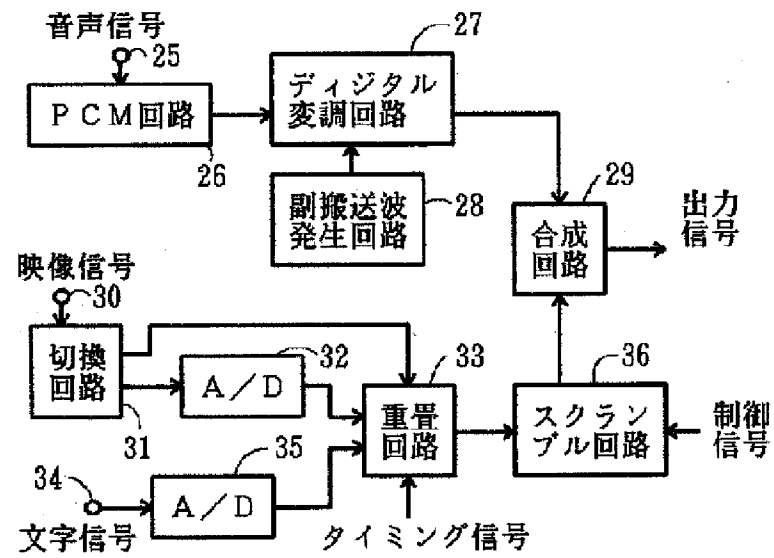 音声信号
25
PCM回路
26
27
ディジタル
変調回路
副搬送波
発生回路
28
29
合成
回路
出力
信号
映像信号
30
切換
回路
31
32
A/D
33
重畳
回路
34
文字信号
35
A/D
タイミング信号
36
スクラン
ブル回路
制御
信号